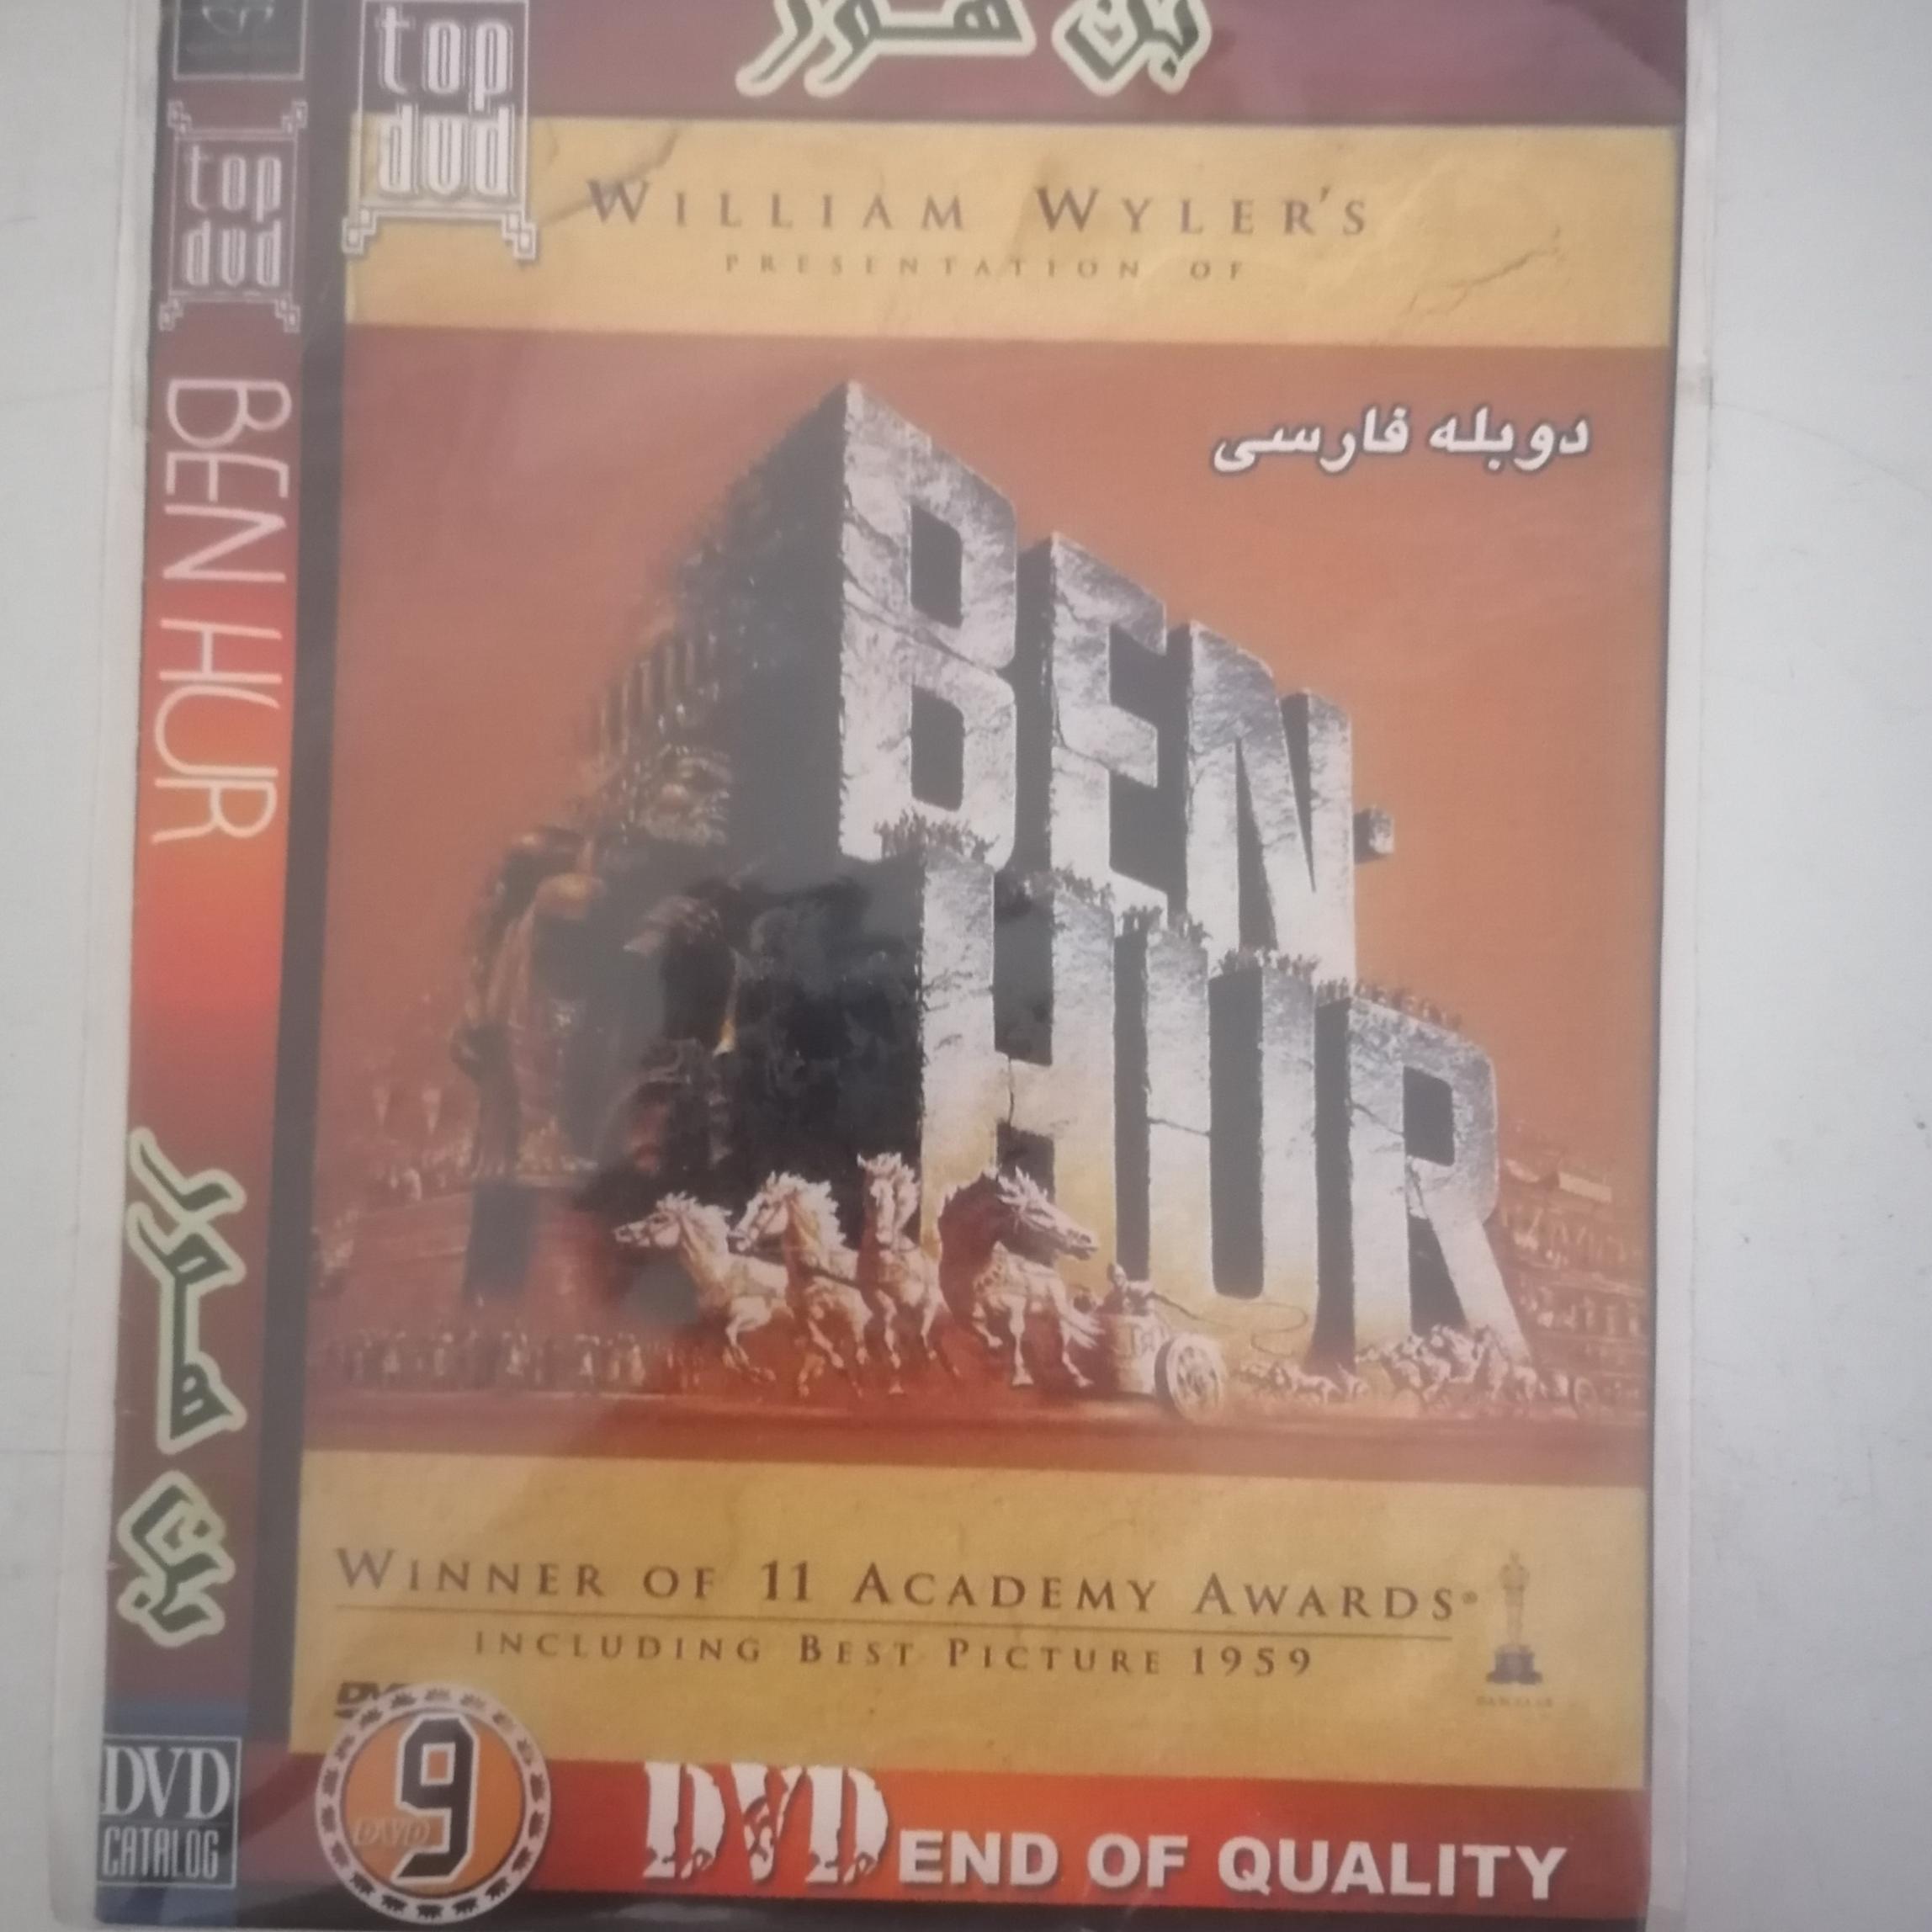 بن هور
top
dvd
WILLIAM WYLER'S
PRESENTATION OF
دوبله فارسی
BEN-
HUR
WINNER OF 11 ACADEMY AWARDS®
INCLUDING BEST PICTURE 1959
DVD
9
DVD
DVD END OF QUALITY
top
dvd
BEN HUR
بن هور
DVD
CATALOG